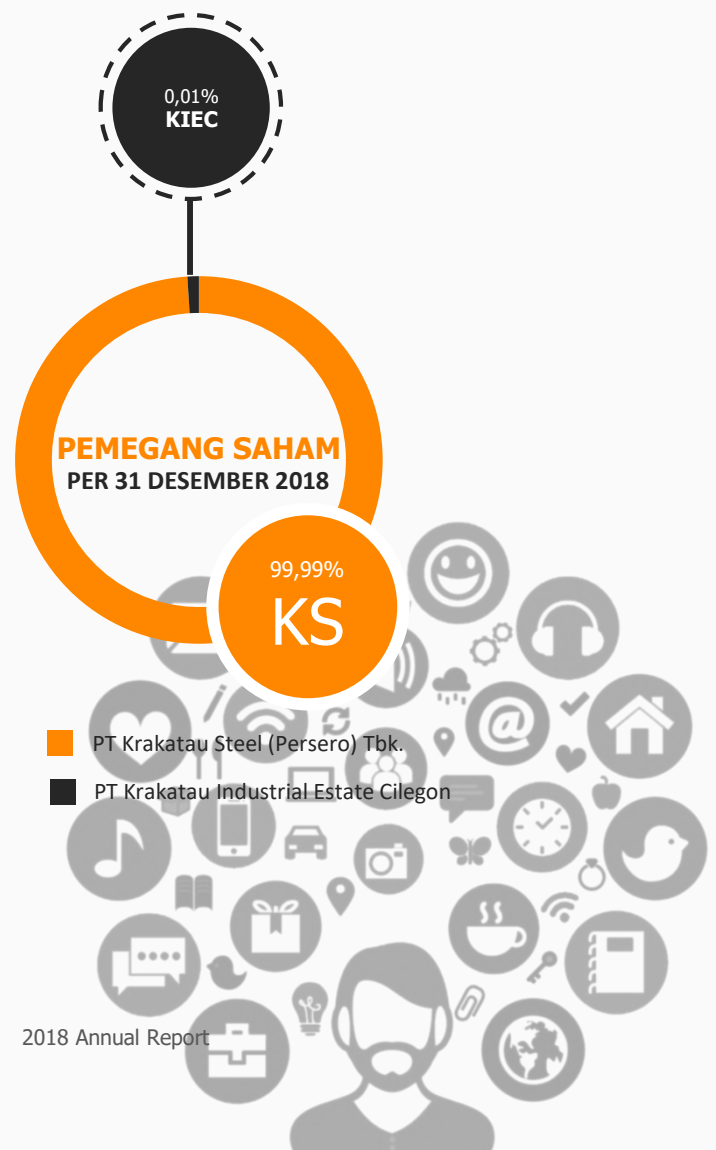 0,01%
KIEC
PEMEGANG SAHAM
PER 31 DESEMBER 2018
99,99%
KS
PT Krakatau Steel (Persero) Tbk.
PT Krakatau Industrial Estate Cilegon
@
2018 Annual Report